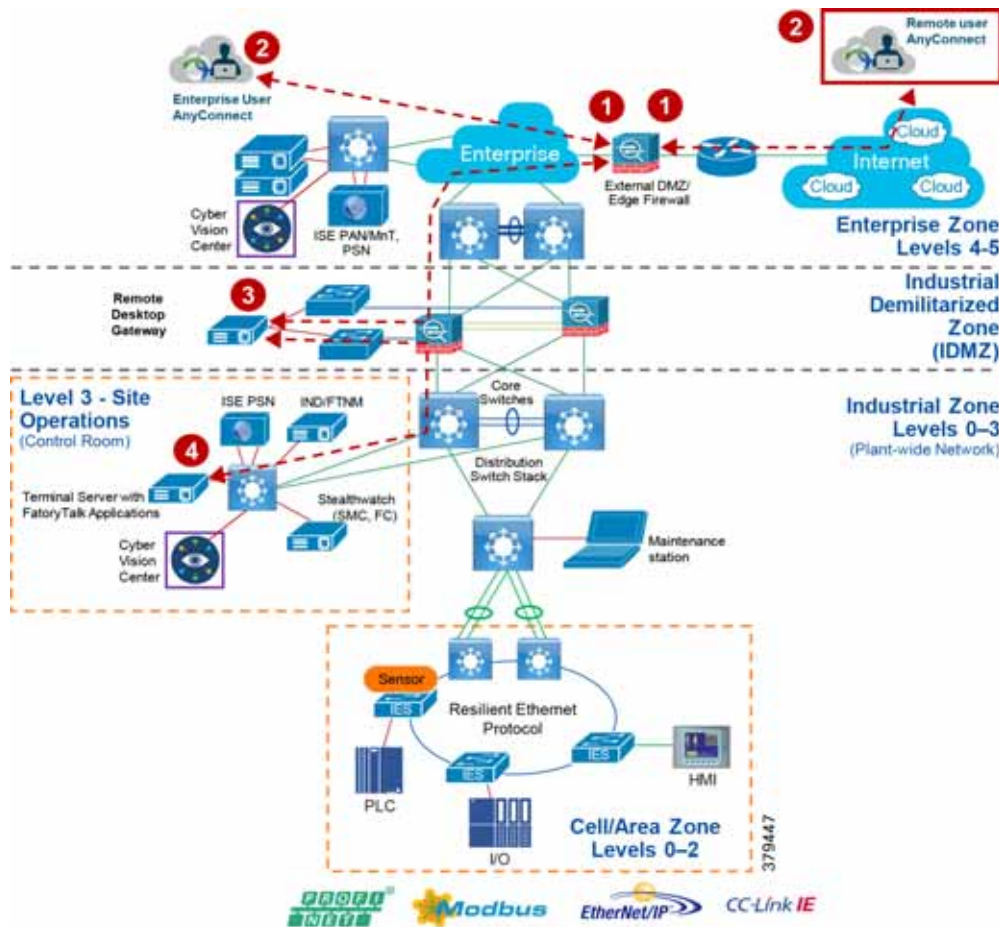 2
Enterprise User
AnyConnect
2
Remote user
AnyConnect
1
1
Enterprise
External DMZ/
Edge Firewall
Cloud
Internet
Cloud
Cloud
Cyber
Vision
Center
ISE PAN/MnT,
PSN
Enterprise Zone
Levels 4-5
3
Remote
Desktop
Gateway
Industrial
Demilitarized
Zone
(IDMZ)
Level 3 - Site
Operations
(Control Room)
ISE PSN
IND/FTNM
Core
Switches
Industrial Zone
Levels 0–3
(Plant-wide Network)
4
Terminal Server with
FatoryTalk Applications
Stealthwatch
(SMC, FC)
Distribution
Switch Stack
Cyber
Vision
Center
Maintenance
station
Sensor
IES
Resilient Ethernet
Protocol
IES
IES
PLC
I/O
HMI
Cell/Area Zone
Levels 0–2
379447
PROFI
NET®
Modbus
EtherNet/IP
CC-Link IE